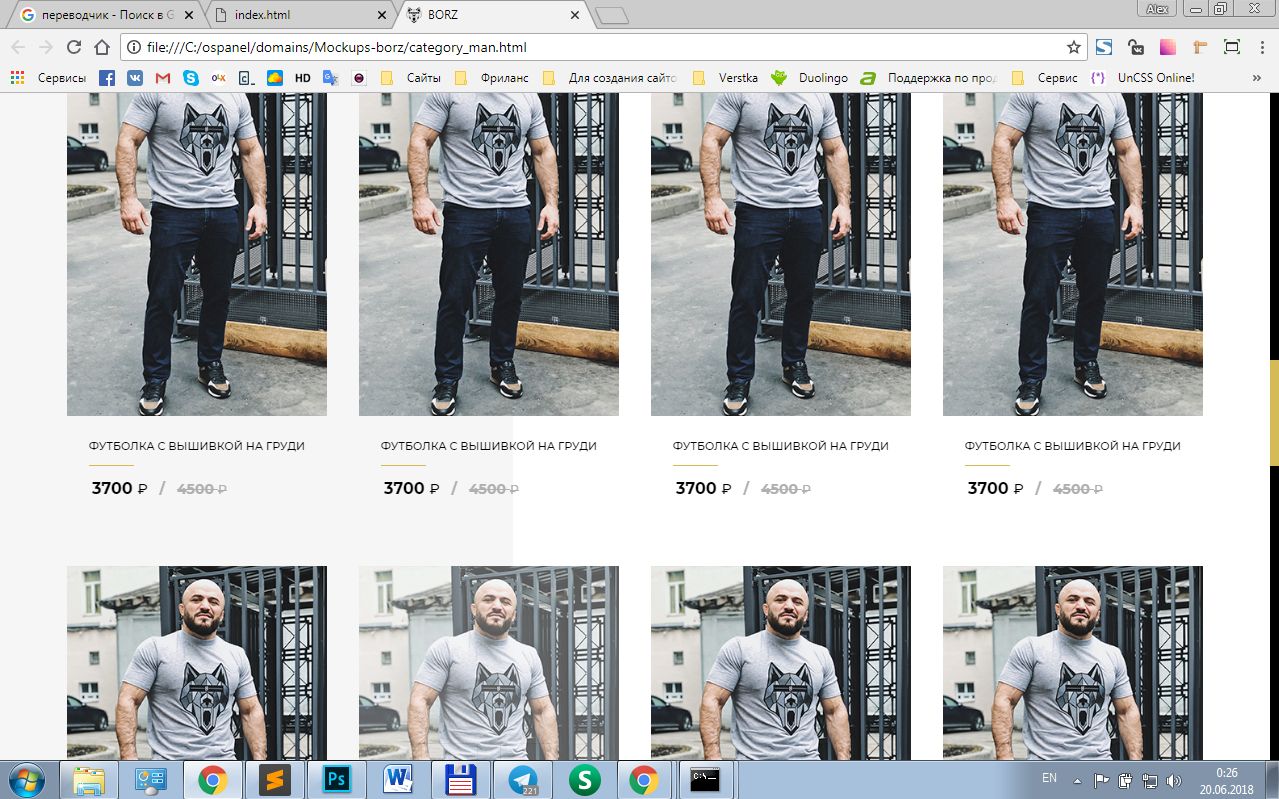 переводчик - Поиск в G
index.html
BORZ
Alex
file:///C:/ospanel/domains/Mockups-borz/category_man.html
Сервисы
HD
Сайты
Фриланс
Для создания сайто
Verstka
Duolingo
Поддержка по прод
Сервис
UnCSS Online!
»
ФУТБОЛКА С ВЫШИВКОЙ НА ГРУДИ
ФУТБОЛКА С ВЫШИВКОЙ НА ГРУДИ
ФУТБОЛКА С ВЫШИВКОЙ НА ГРУДИ
ФУТБОЛКА С ВЫШИВКОЙ НА ГРУДИ
3700 ₽ / 4500 ₽
3700 ₽ / 4500 ₽
3700 ₽ / 4500 ₽
3700 ₽ / 4500 ₽
Ps
W
221
S
C:\
EN
0:26
20.06.2018